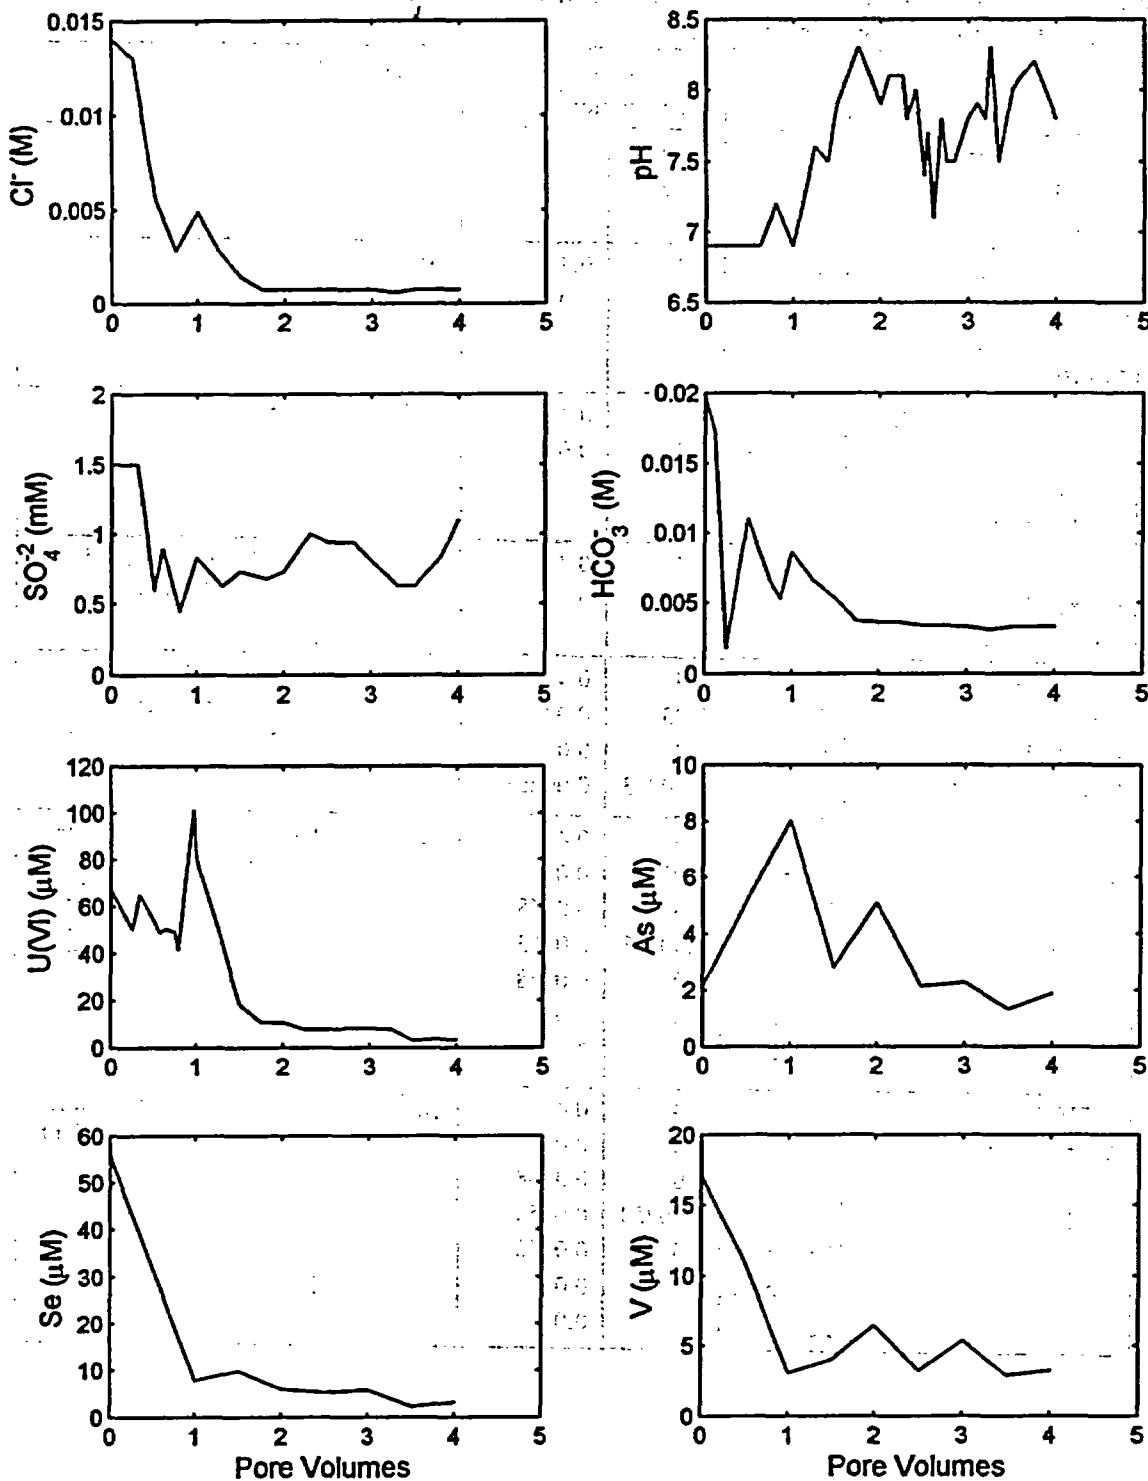 0.015
0.01
0.005
0
Cl⁻ (M)
0 1 2 3 4 5
8.5
8
7.5
7
6.5
pH
0 1 2 3 4 5
2
1.5
1
0.5
0
SO₄⁻² (mM)
0 1 2 3 4 5
0.02
0.015
0.01
0.005
0
HCO₃⁻ (M)
0 1 2 3 4 5
120
100
80
60
40
20
0
U(VI) (μM)
0 1 2 3 4 5
10
8
6
4
2
0
As (μM)
0 1 2 3 4 5
60
50
40
30
20
10
0
Se (μM)
0 1 2 3 4 5
Pore Volumes
20
15
10
5
0
V (μM)
0 1 2 3 4 5
Pore Volumes